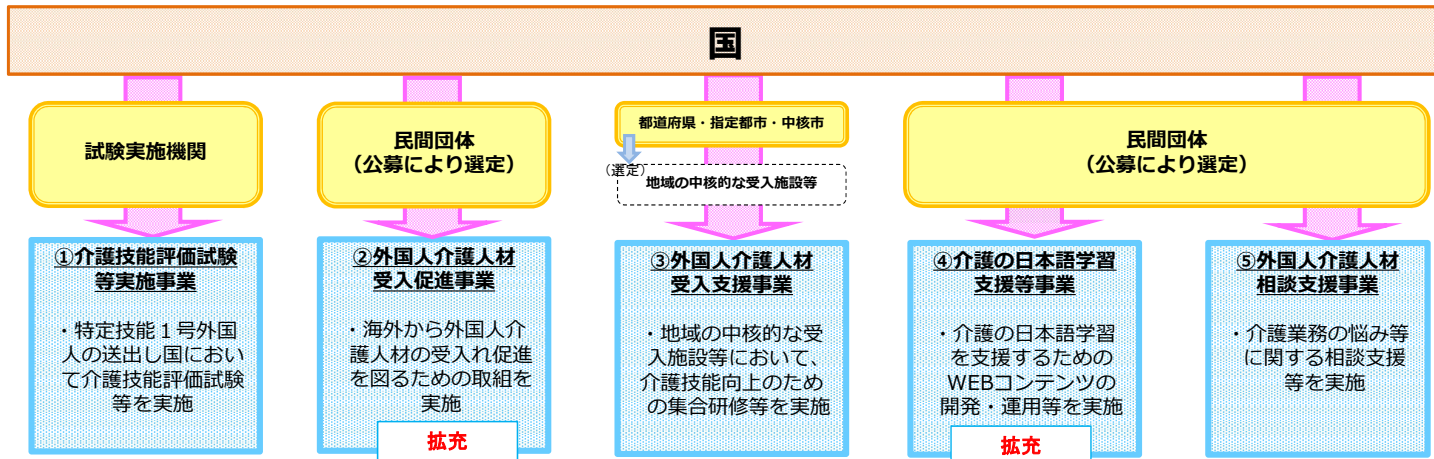 国
試験実施機関
民間団体
（公募により選定）
都道府県・指定都市・中核市
（選定）
地域の中核的な受入施設等
民間団体
（公募により選定）
①介護技能評価試験
等実施事業
・特定技能１号外国
人の送出し国におい
て介護技能評価試験
等を実施
②外国人介護人材
受入促進事業
・海外から外国人介
護人材の受入れ促進
を図るための取組を
実施
拡充
③外国人介護人材
受入支援事業
・地域の中核的な受
入施設等において、
介護技能向上のため
の集合研修等を実施
④介護の日本語学習
支援等事業
・介護の日本語学習
を支援するための
WEBコンテンツの
開発・運用等を実施
拡充
⑤外国人介護人材
相談支援事業
・介護業務の悩み等
に関する相談支援
等を実施